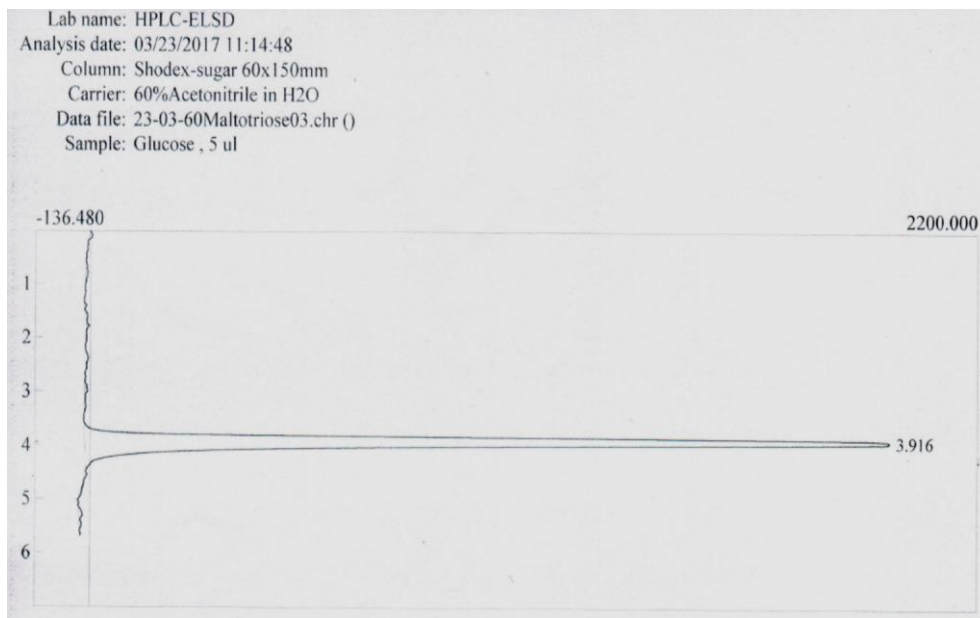 Lab name: HPLC-ELSD
Analysis date: 03/23/2017 11:14:48
Column: Shodex-sugar 60x150mm
Carrier: 60%Acetonitrile in H2O
Data file: 23-03-60Maltotriose03.chr ()
Sample: Glucose , 5 ul
-136.480 2200.000
1
2
3
4 3.916
5
6